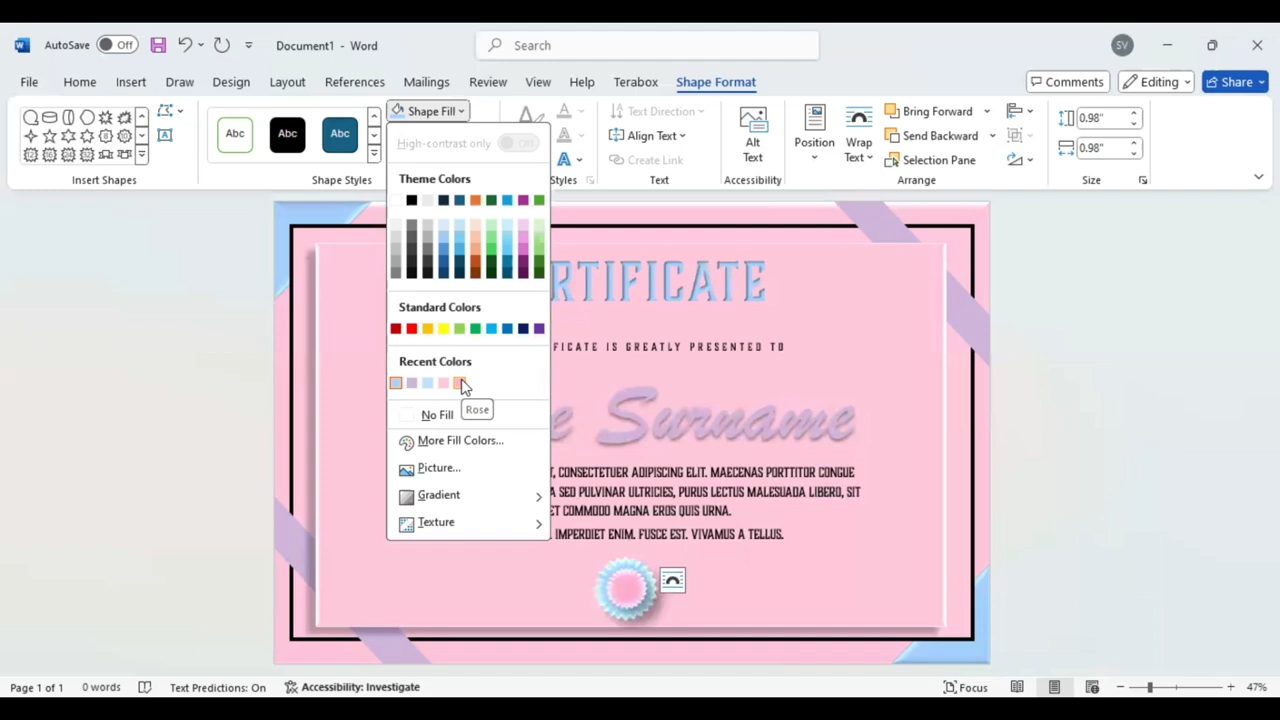 AutoSave Off Document1 - Word Search SV
File Home Insert Draw Design Layout References Mailings Review View Help Terabox Shape Format Comments Editing Share
Shape Fill Text Direction Bring Forward 0.98"
Abc Abc Abc High-contrast only Off Align Text Alt Text Position Wrap Text Send Backward 0.98"
Create Link Selection Pane
Insert Shapes Shape Styles Styles Text Accessibility Arrange Size
Theme Colors
Standard Colors
Recent Colors
Rose
No Fill
More Fill Colors...
Picture...
Gradient
Texture
RTIFICATE
FICATE IS GREATLY PRESENTED TO
e Surname
T, CONSECTETUER ADIPISCING ELIT. MAECENAS PORTTITOR CONGUE
A SED PULVINAR ULTRICIES, PURUS LECTUS MALESUADA LIBERO, SIT
ET COMMODO MAGNA EROS QUIS URNA.
IMPERDIET ENIM. FUSCE EST. VIVAMUS A TELLUS.
Page 1 of 1 0 words Text Predictions: On Accessibility: Investigate Focus 47%